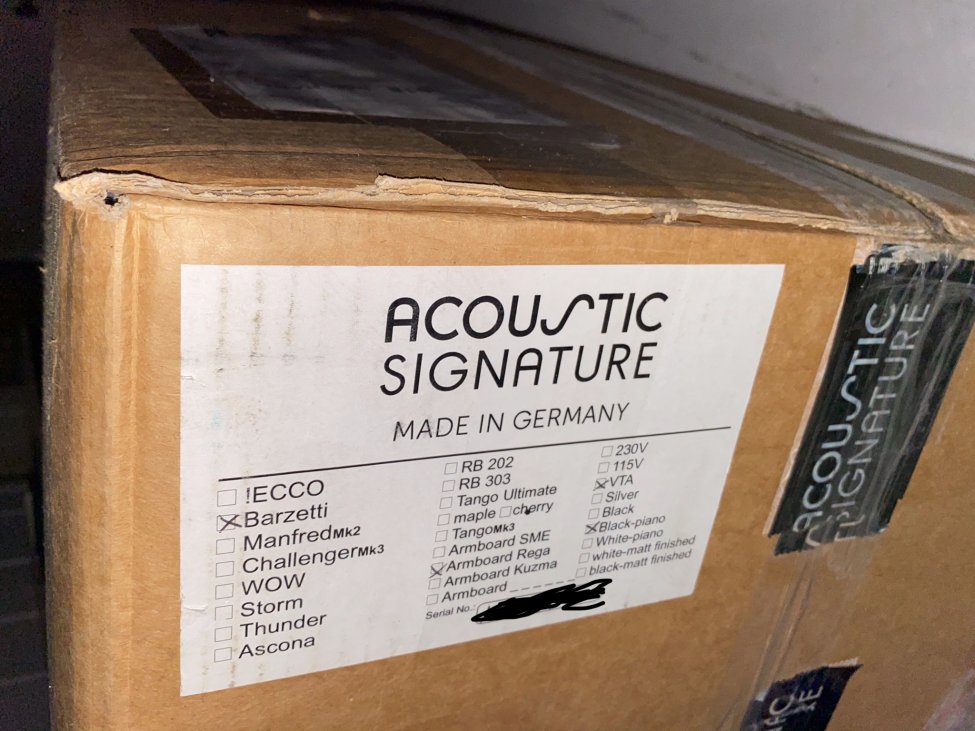 ACOUSTIC
SIGNATURE
MADE IN GERMANY
!ECCO
Barzetti
ManfredMk2
ChallengerMk3
WOW
Storm
Thunder
Ascona
RB 202
RB 303
Tango Ultimate
maple cherry
TangoMk3
Armboard SME
Armboard Rega
Armboard Kuzma
Armboard
Serial No.:
230V
115V
VTA
Silver
Black
Black-piano
White-piano
white-matt finished
black-matt finished
ACOUSTIC
SIGNATURE